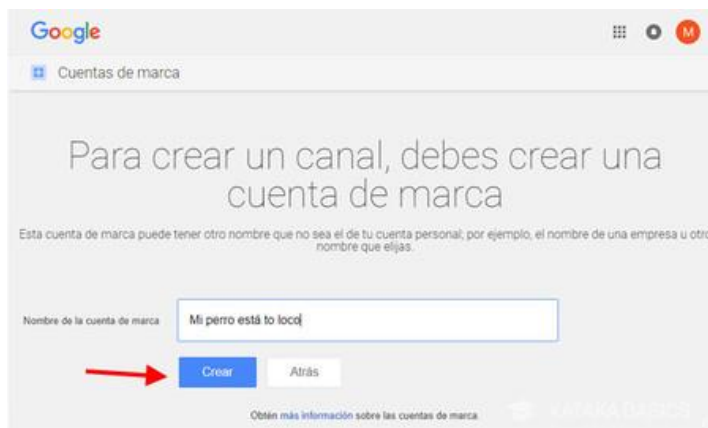 Google
M
Cuentas de marca
Para crear un canal, debes crear una
cuenta de marca
Esta cuenta de marca puede tener otro nombre que no sea el de tu cuenta personal; por ejemplo, el nombre de una empresa u otro
nombre que elijas.
Nombre de la cuenta de marca
Mi perro está to loco
Crear
Atrás
Obtén más información sobre las cuentas de marca.
XATAKA BASICS